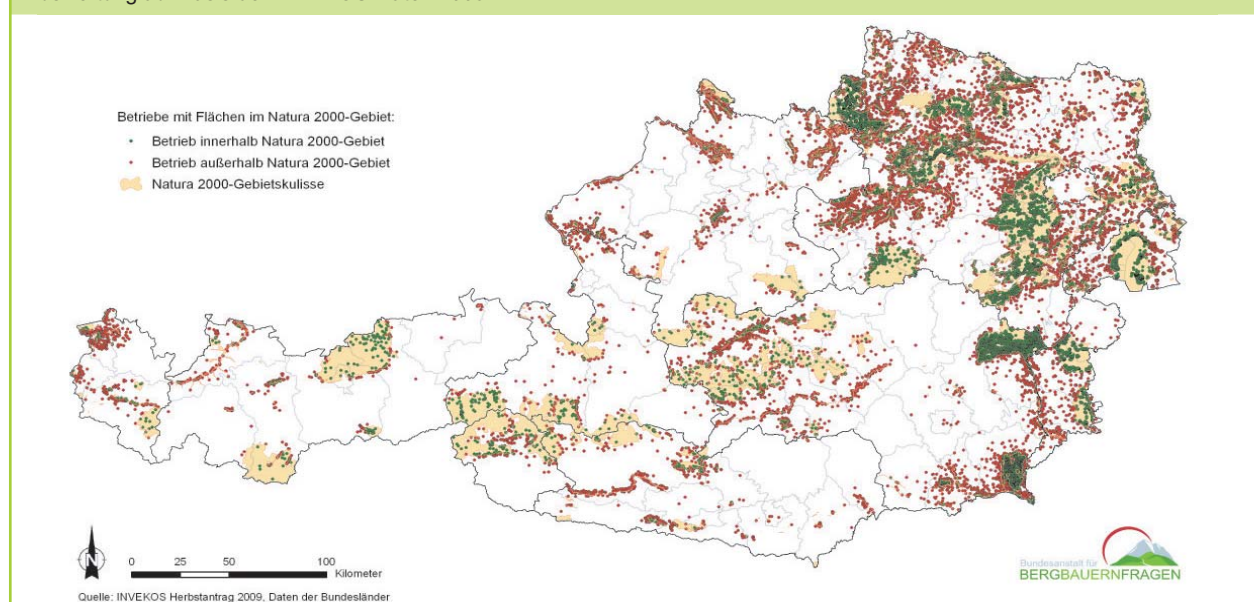 Betriebe mit Flächen im Natura 2000-Gebiet:
Betrieb innerhalb Natura 2000-Gebiet
Betrieb außerhalb Natura 2000-Gebiet
Natura 2000-Gebietskulisse
N
0 25 50 100
Kilometer
Quelle: INVEKOS Herbstantrag 2009, Daten der Bundesländer
Bundesanstalt für
BERGBAUERNFRAGEN